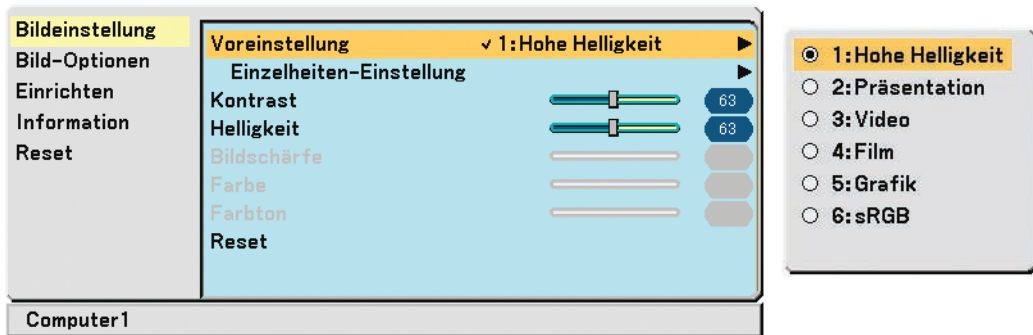 Bildeinstellung
Bild-Optionen
Einrichten
Information
Reset
Voreinstellung ✓ 1:Hohe Helligkeit ▶
Einzelheiten-Einstellung ▶
Kontrast 63
Helligkeit 63
Bildschärfe
Farbe
Farbton
Reset
Computer1
1:Hohe Helligkeit
2:Präsentation
3:Video
4:Film
5:Grafik
6:sRGB